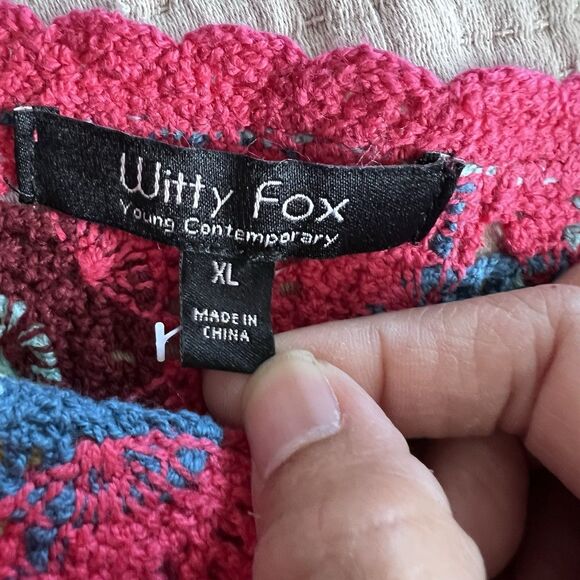 Witty Fox
Young Contemporary
XL
MADE IN
CHINA